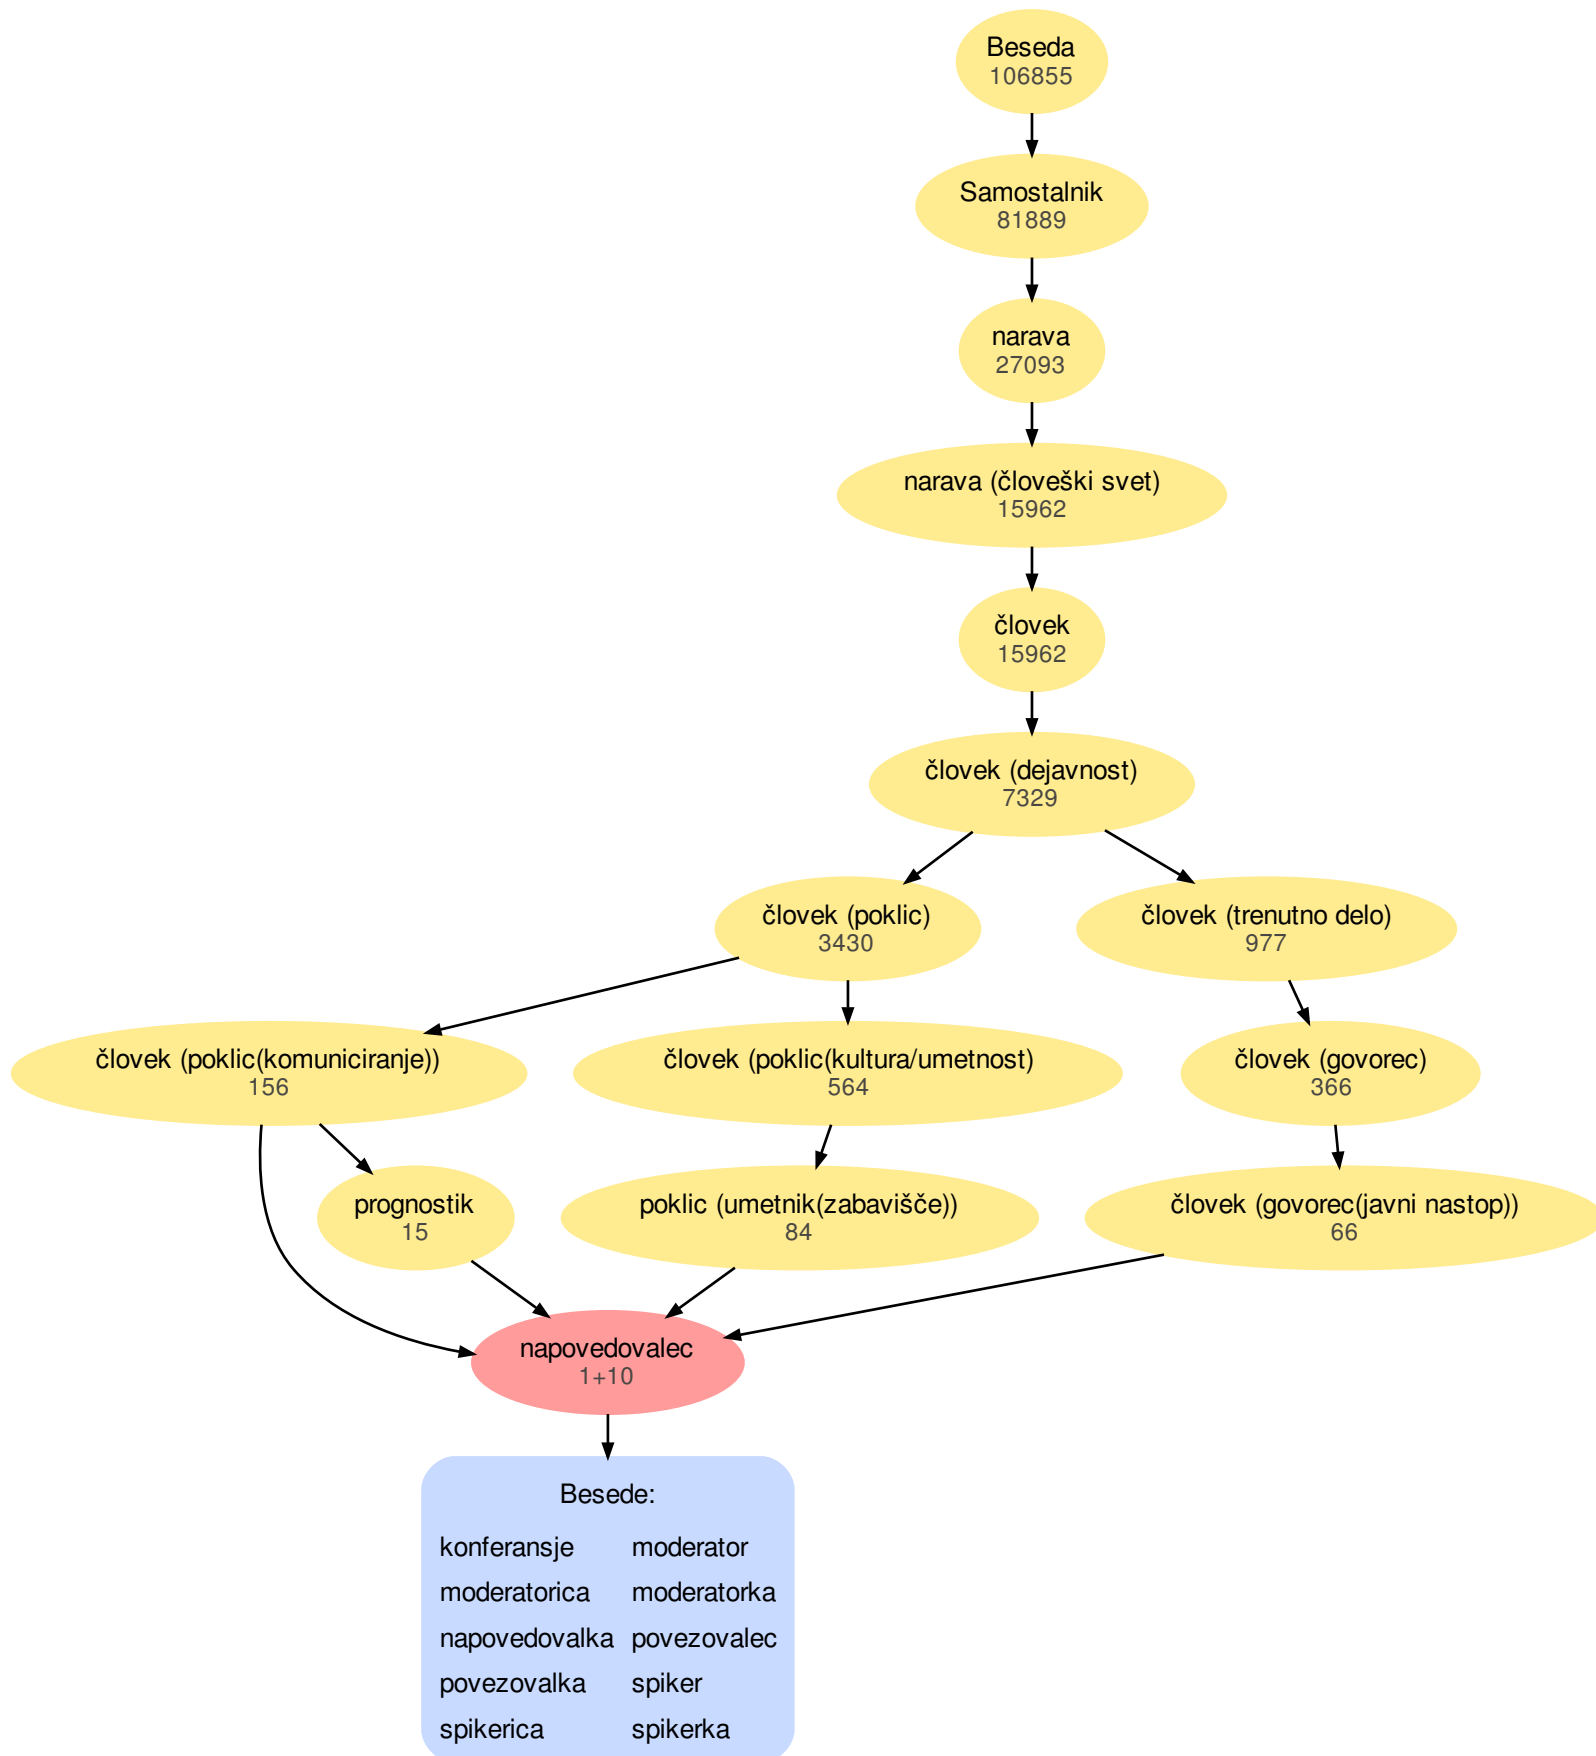 Beseda
106855
Samostalnik
81889
narava
27093
narava (človeški svet)
15962
človek
15962
človek (dejavnost)
7329
človek (poklic)
3430
človek (trenutno delo)
977
človek (poklic(komuniciranje))
156
človek (poklic(kultura/umetnost)
564
človek (govorec)
366
prognostik
15
poklic (umetnik(zabavišče))
84
človek (govorec(javni nastop))
66
napovedovalec
1+10
Besede:
konferansje moderator
moderatorica moderatorka
napovedovalka povezovalec
povezovalka spiker
spikerica spikerka